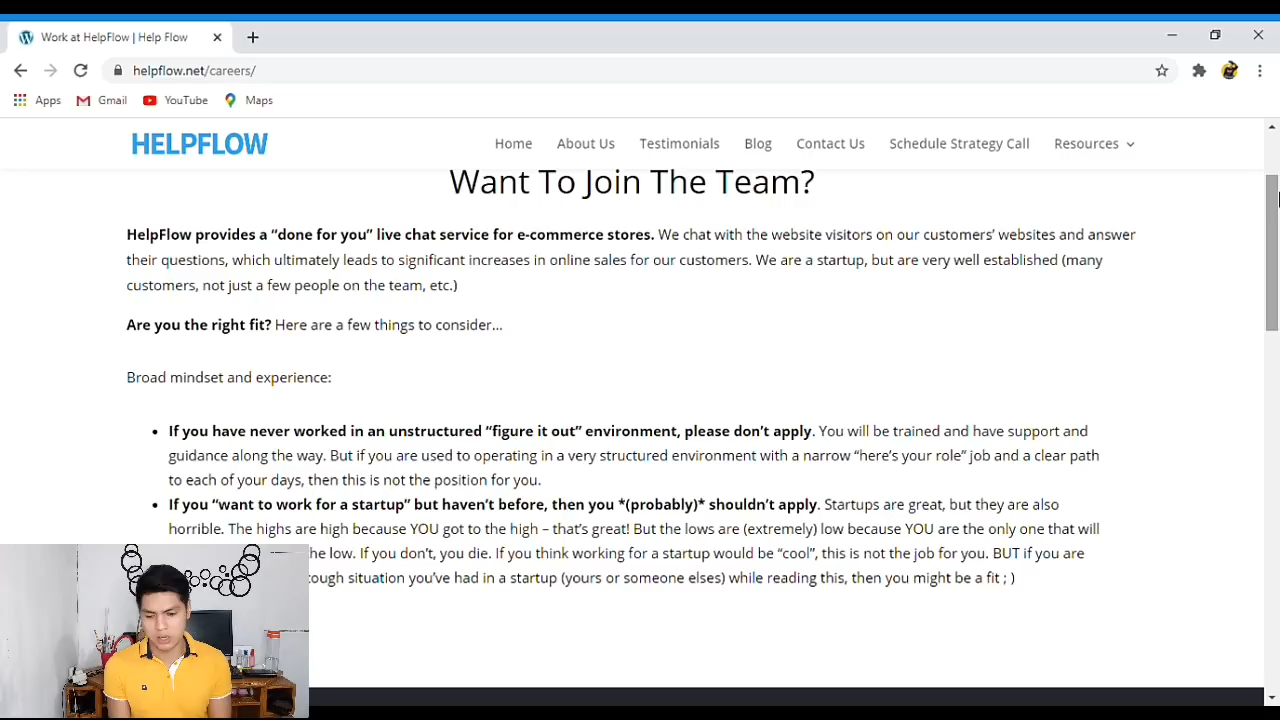 Work at HelpFlow | Help Flow
helpflow.net/careers/
Apps Gmail YouTube Maps
HELPFLOW Home About Us Testimonials Blog Contact Us Schedule Strategy Call Resources
Want To Join The Team?
HelpFlow provides a “done for you” live chat service for e-commerce stores. We chat with the website visitors on our customers’ websites and answer
their questions, which ultimately leads to significant increases in online sales for our customers. We are a startup, but are very well established (many
customers, not just a few people on the team, etc.)
Are you the right fit? Here are a few things to consider…
Broad mindset and experience:
• If you have never worked in an unstructured “figure it out” environment, please don’t apply. You will be trained and have support and
guidance along the way. But if you are used to operating in a very structured environment with a narrow “here’s your role” job and a clear path
to each of your days, then this is not the position for you.
• If you “want to work for a startup” but haven’t before, then you *(probably)* shouldn’t apply. Startups are great, but they are also
horrible. The highs are high because YOU got to the high – that’s great! But the lows are (extremely) low because YOU are the only one that will
he low. If you don’t, you die. If you think working for a startup would be “cool”, this is not the job for you. BUT if you are
tough situation you’ve had in a startup (yours or someone elses) while reading this, then you might be a fit ; )